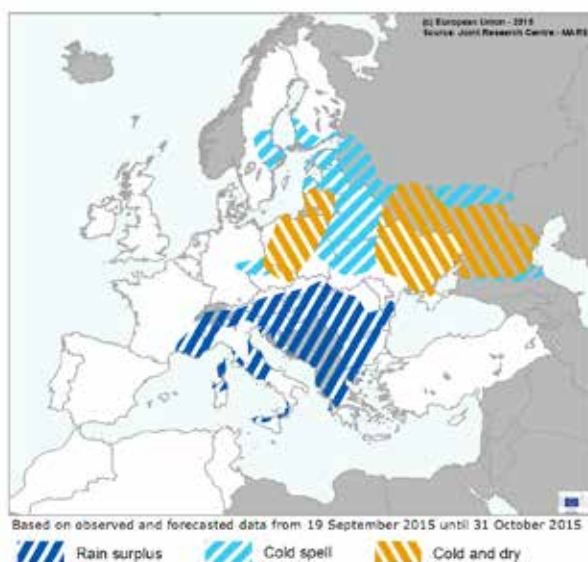 (c) European Union - 2015
Source: Joint Research Centre - MARS
Based on observed and forecasted data from 19 September 2015 until 31 October 2015
Rain surplus
Cold spell
Cold and dry